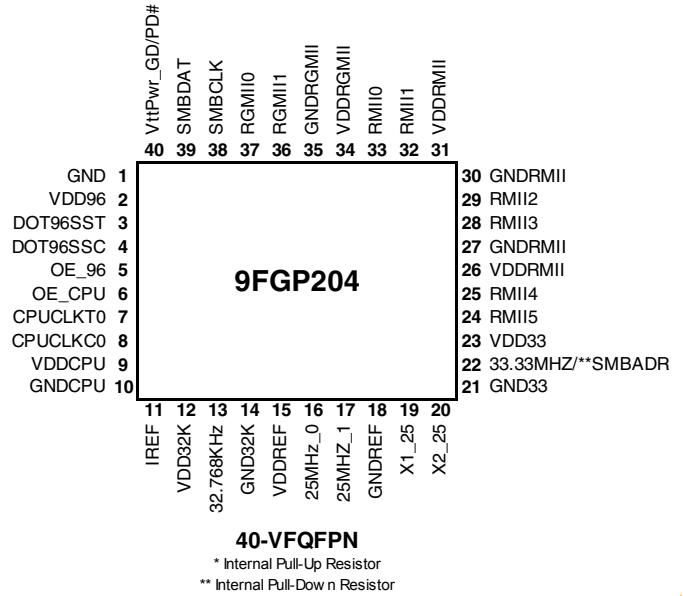 VttPwr_GD/PD#
SMBDAT
SMBCLK
RGMII0
RGMII1
GNDRGMII
VDDRGMII
RMII0
RMII1
VDDRMII
40 39 38 37 36 35 34 33 32 31
GND 1
VDD96 2
DOT96SST 3
DOT96SSC 4
OE_96 5
OE_CPU 6
CPUCLKT0 7
CPUCLKC0 8
VDDCPU 9
GNDCPU 10
9FGP204
30 GNDRMII
29 RMII2
28 RMII3
27 GNDRMII
26 VDDRMII
25 RMII4
24 RMII5
23 VDD33
22 33.33MHZ/**SMBADR
21 GND33
11 12 13 14 15 16 17 18 19 20
IREF
VDD32K
32.768KHz
GND32K
VDDREF
25MHz_0
25MHZ_1
GNDREF
X1_25
X2_25
40-VFQFPN
* Internal Pull-Up Resistor
** Internal Pull-Down Resistor